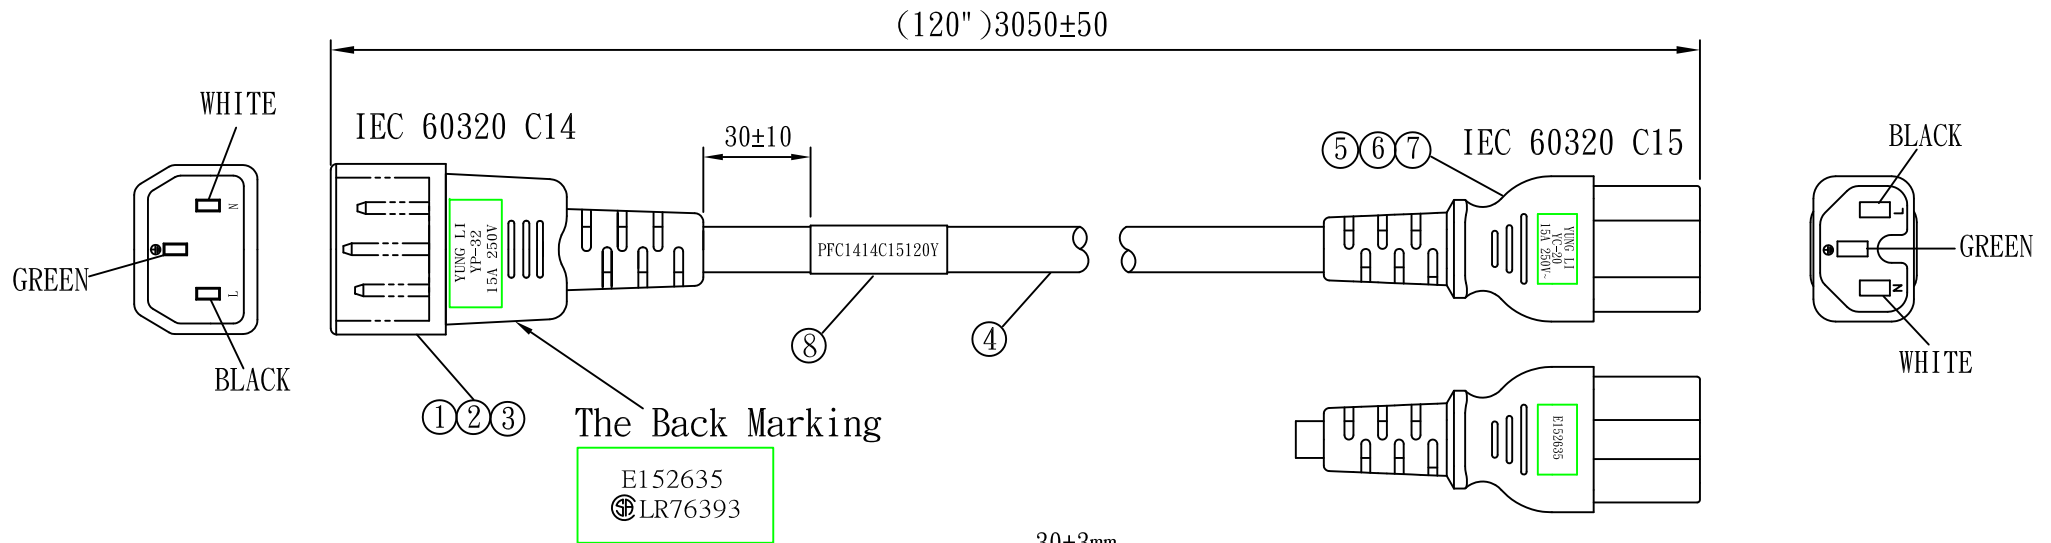 (120")3050±50
WHITE
IEC 60320 C14
30±10
5 6 7
IEC 60320 C15
BLACK
N
L
GREEN
YUNG LI
YP-32
15A 250V
PFC1414C15120Y
YUNG LI
YC-20
15A 250V~
L
N
GREEN
BLACK
8
4
WHITE
1 2 3
The Back Marking
E152635
LR76393
E152635
30±3mm